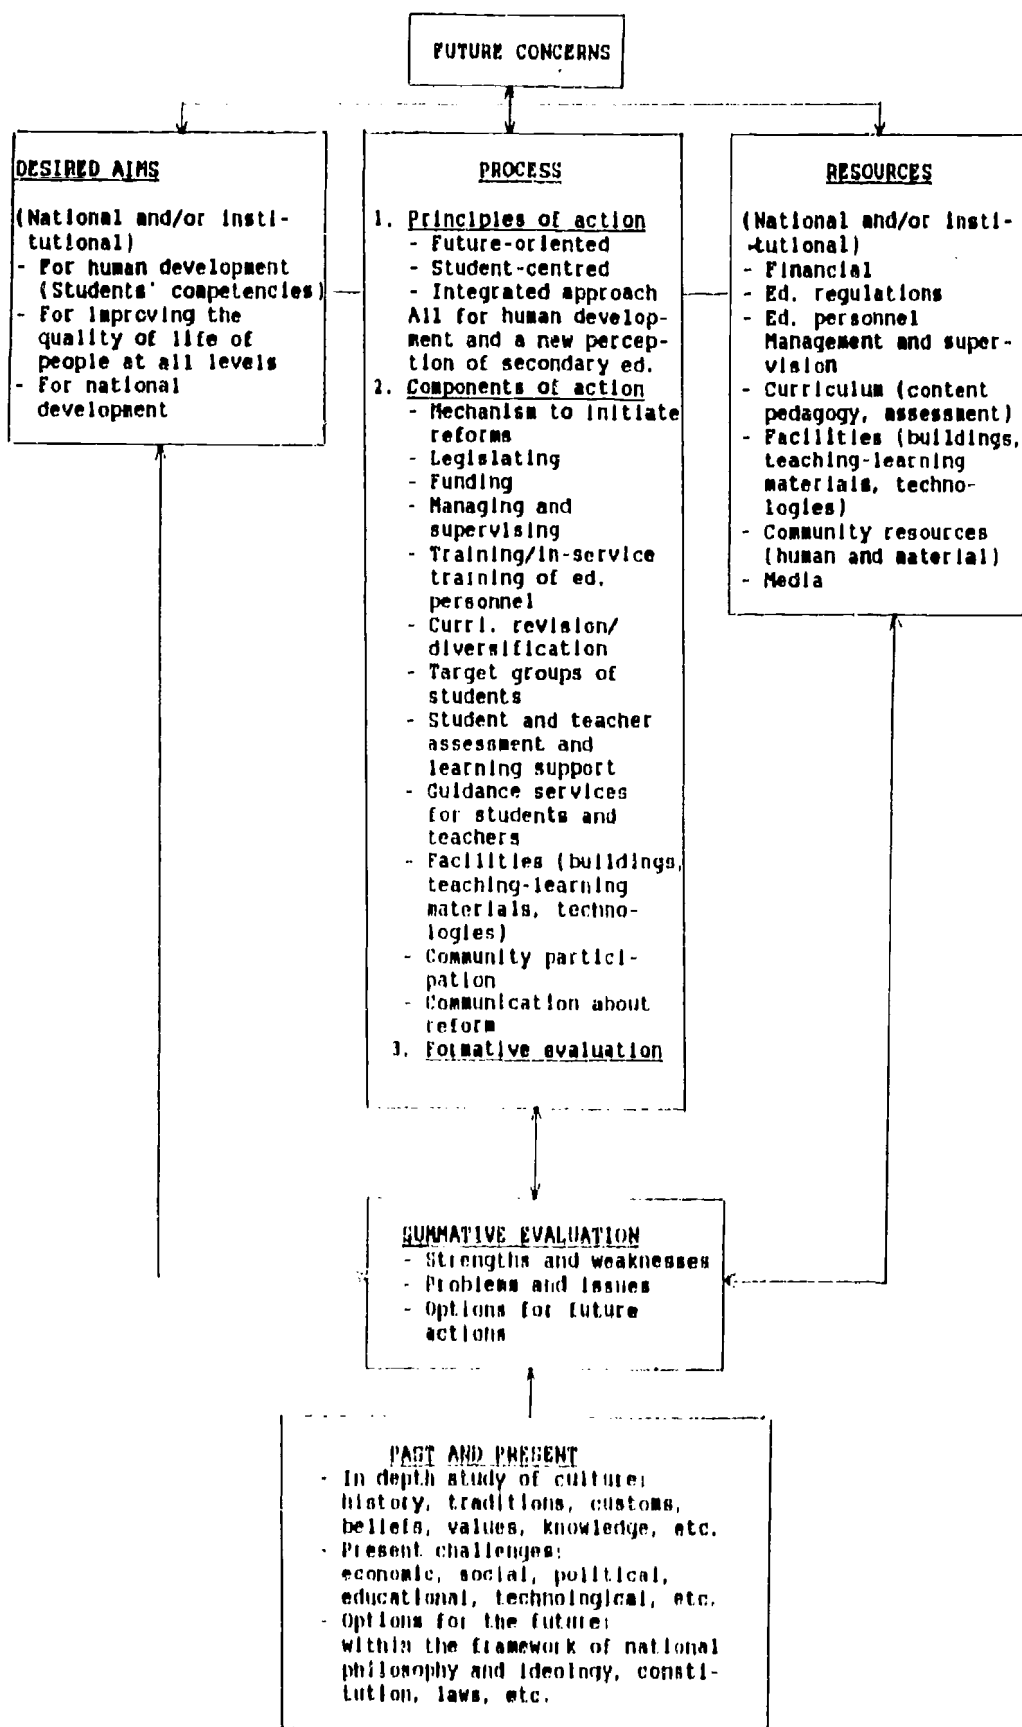 FUTURE CONCERNS
DESIRED AIMS
(National and/or insti-
tutional)
- For human development
(Students' competencies)
- For improving the
quality of life of
people at all levels
- For national
development
PROCESS
1. Principles of action
- Future-oriented
- Student-centred
- Integrated approach
All for human develop-
ment and a new percep-
tion of secondary ed.
2. Components of action
- Mechanism to initiate
reforms
- Legislating
- Funding
- Managing and
supervising
- Training/in-service
training of ed.
personnel
- Curri. revision/
diversification
- Target groups of
students
- Student and teacher
assessment and
learning support
- Guidance services
for students and
teachers
- Facilities (buildings,
teaching-learning
materials, techno-
logies)
- Community partici-
pation
- Communication about
reform
3. Formative evaluation
RESOURCES
(National and/or insti-
tutional)
- Financial
- Ed. regulations
- Ed. personnel
Management and super-
vision
- Curriculum (content
pedagogy, assessment)
- Facilities (buildings,
teaching-learning
materials, techno-
logies)
- Community resources
(human and material)
- Media
SUMMATIVE EVALUATION
- Strengths and weaknesses
- Problems and issues
- Options for future
actions
PAST AND PRESENT
- In depth study of culture:
history, traditions, customs,
beliefs, values, knowledge, etc.
- Present challenges:
economic, social, political,
educational, technological, etc.
- Options for the future:
within the framework of national
philosophy and ideology, consti-
tution, laws, etc.